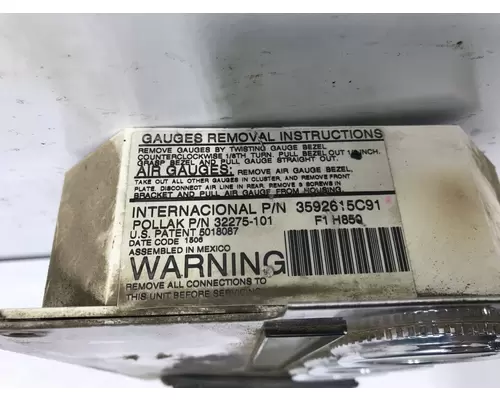 GAUGES REMOVAL INSTRUCTIONS
REMOVE GAUGES BY TWISTING GAUGE BEZEL
COUNTERCLOCKWISE 1/8TH TURN. PULL BEZEL OUT INCH.
GRASP BEZEL AND PULL GAUGE STRAIGHT OUT.
AIR GAUGES: REMOVE AIR GAUGE BEZEL,
TAKE OUT ALL OTHER GAUGES IN CLUSTER, AND REMOVE FRONT
PLATE, DISCONNECT AIR LINE IN REAR. REMOVE 3 SCREWS IN
BRACKET AND PULL AIR GAUGE FROM HOUSING.
INTERNACIONAL P/N 3592615C91
POLLAK P/N 32275-101 F1 H850
U.S. PATENT 5018087
DATE CODE 1506
ASSEMBLED IN MEXICO
WARNING
REMOVE ALL CONNECTIONS TO
THIS UNIT BEFORE SERVICING